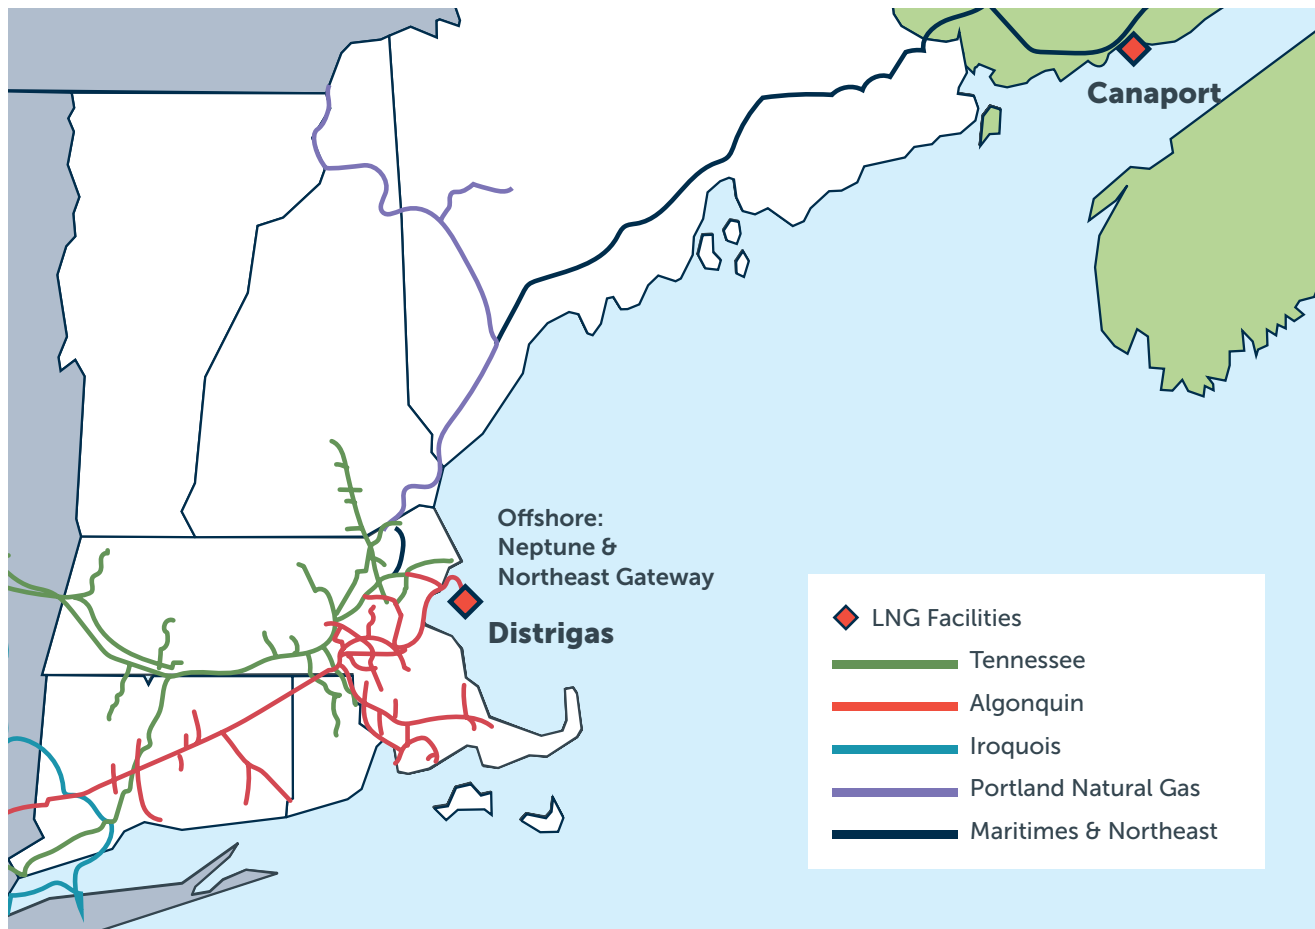 Canaport
Offshore:
Neptune &
Northeast Gateway
Distrigas
LNG Facilities
Tennessee
Algonquin
Iroquois
Portland Natural Gas
Maritimes & Northeast